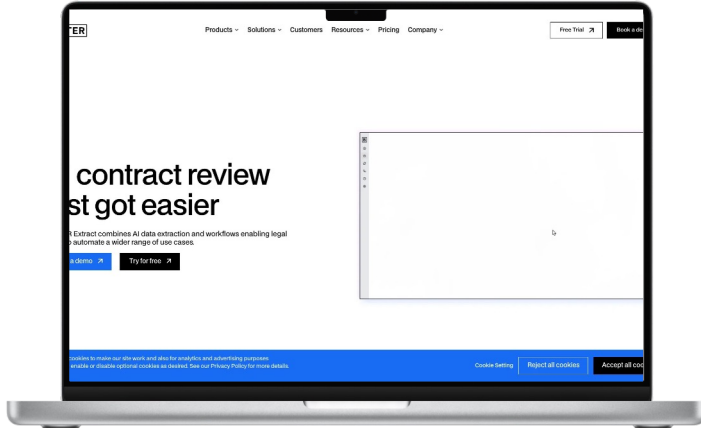 TER
Products Solutions Customers Resources Pricing Company
Free Trial
Book a de
contract review
st got easier
R Extract combines AI data extraction and workflows enabling legal
o automate a wider range of use cases.
a demo
Try for free
cookies to make our site work and also for analytics and advertising purposes
enable or disable optional cookies as desired. See our Privacy Policy for more details.
Cookie Setting
Reject all cookies
Accept all coo